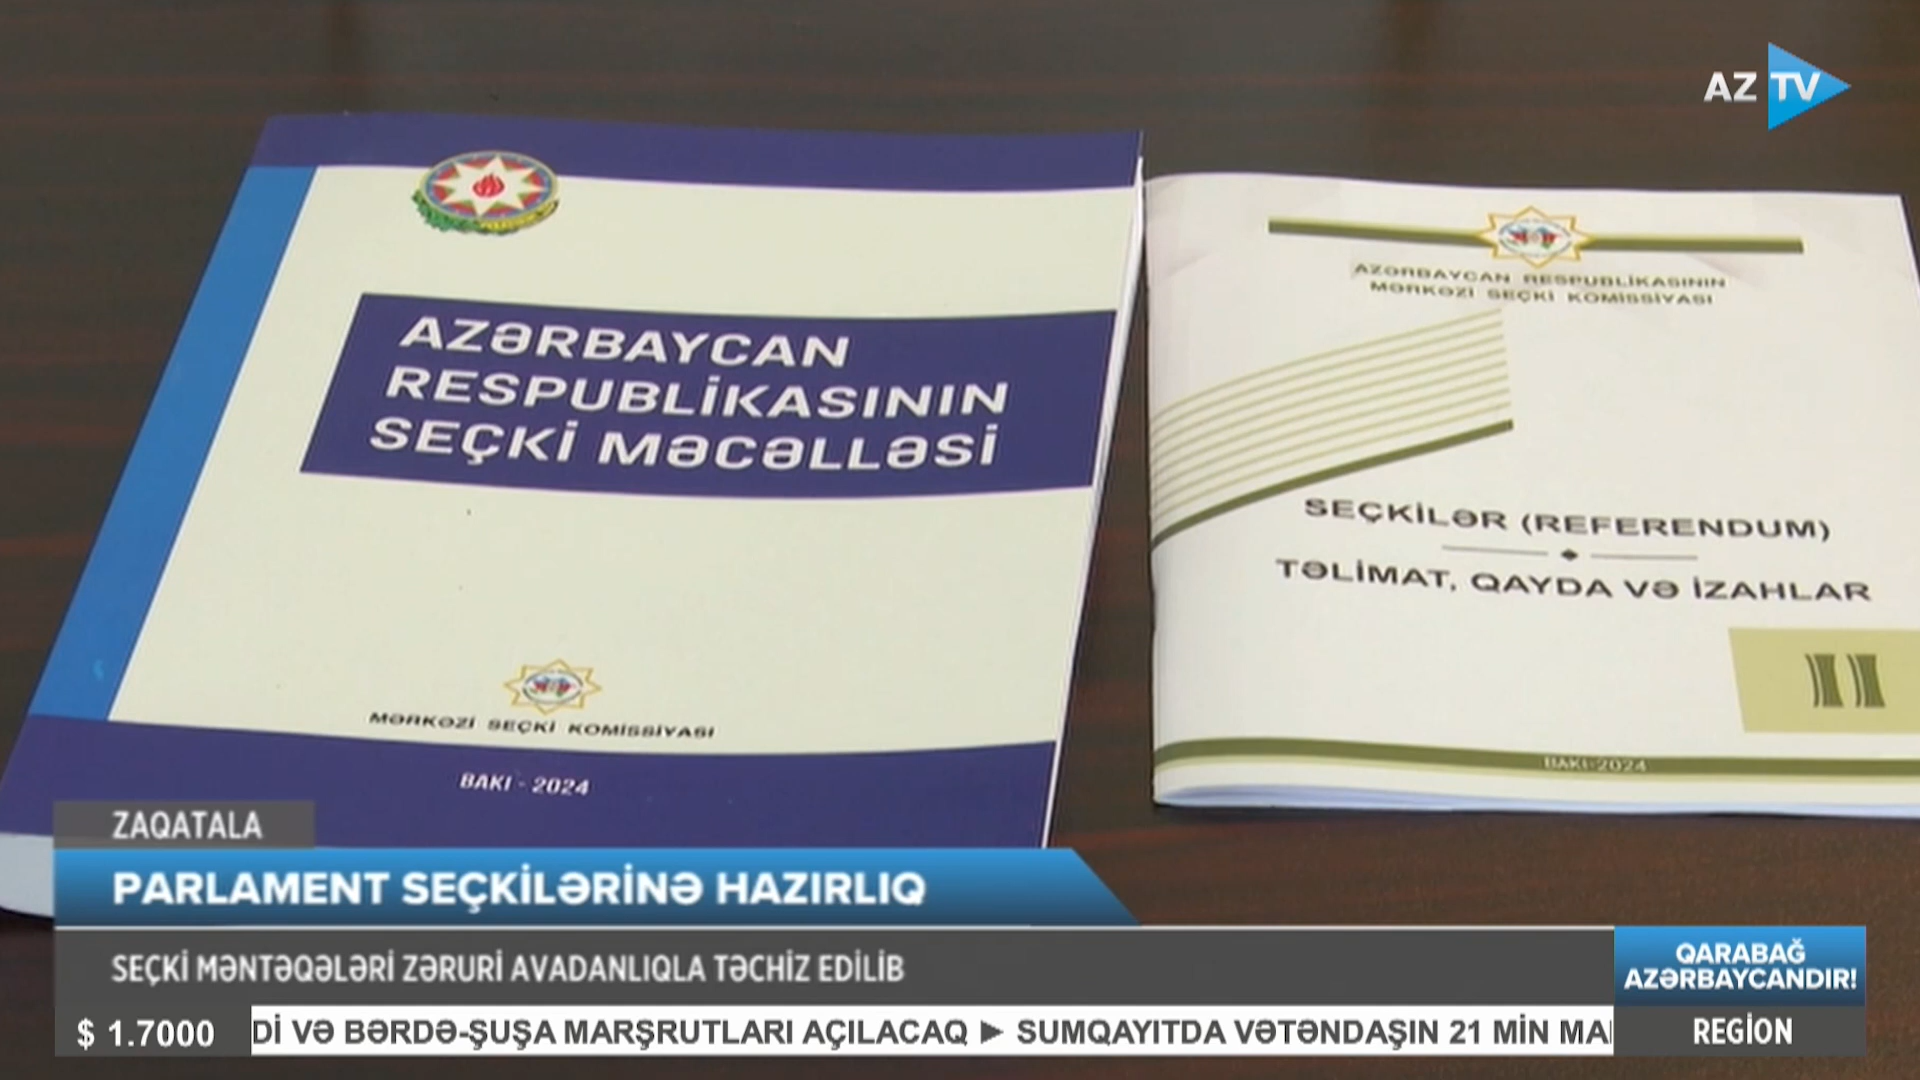 AZ TV
AZƏRBAYCAN
RESPUBLİKASININ
SEÇKİ MƏCƏLLƏSİ
MƏRKƏZİ SEÇKİ KOMİSSİYASI
BAKI - 2024
AZƏRBAYCAN RESPUBLİKASININ
MƏRKƏZİ SEÇKİ KOMİSSİYASI
SEÇKİLƏR (REFERENDUM)
TƏLİMAT, QAYDA VƏ İZAHLAR
II
BAKI-2024
ZAQATALA
PARLAMENT SEÇKİLƏRİNƏ HAZIRLIQ
SEÇKİ MƏNTƏQƏLƏRİ ZƏRURİ AVADANLIQLA TƏCHİZ EDİLİB
QARABAĞ
AZƏRBAYCANDIR!
$ 1.7000
Dİ VƏ BƏRDƏ-ŞUŞA MARŞRUTLARI AÇILACAQ ► SUMQAYITDA VƏTƏNDAŞIN 21 MİN MA
REGİON